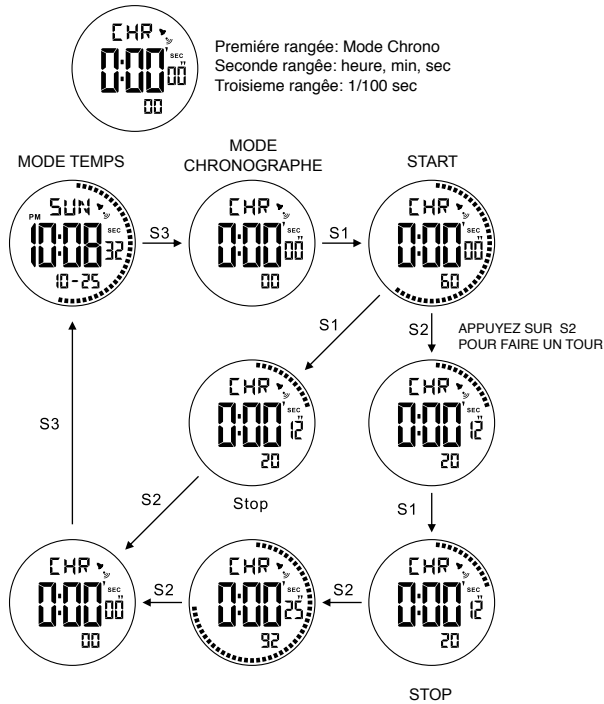 CHR
SEC
0:00 00
00
Premiére rangée: Mode Chrono
Seconde rangêe: heure, min, sec
Troisieme rangêe: 1/100 sec
MODE TEMPS
MODE
CHRONOGRAPHE
START
SUN
PM
SEC
10:08 32
10-25
S3
CHR
SEC
0:00 00
00
S1
CHR
SEC
0:00 00
60
S1
S2
APPUYEZ SUR S2
POUR FAIRE UN TOUR
CHR
SEC
0:00 12
20
Stop
CHR
SEC
0:00 12
20
S3
S2
S1
CHR
SEC
0:00 00
00
S2
CHR
SEC
0:00 25
92
S2
CHR
SEC
0:00 12
20
STOP